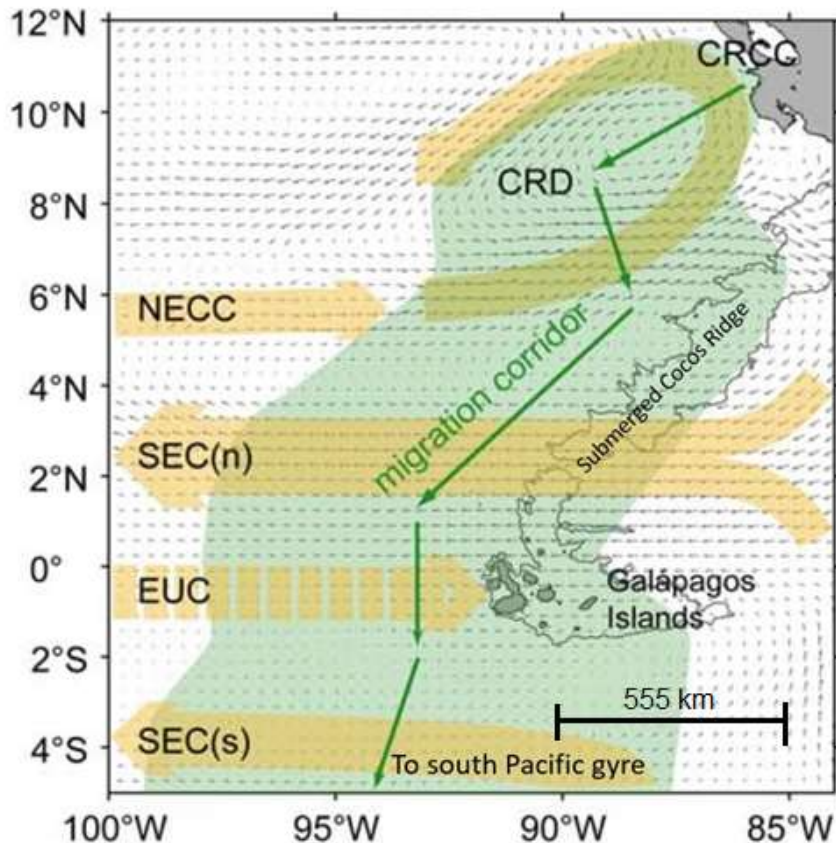 12°N
CRCC
10°N
CRD
8°N
6°N
NECC
migration corridor
Submerged Cocos Ridge
4°N
SEC(n)
2°N
0°
EUC
Galapagos
Islands
2°S
555 km
SEC(s)
4°S
To south Pacific gyre
100°W
95°W
90°W
85°W